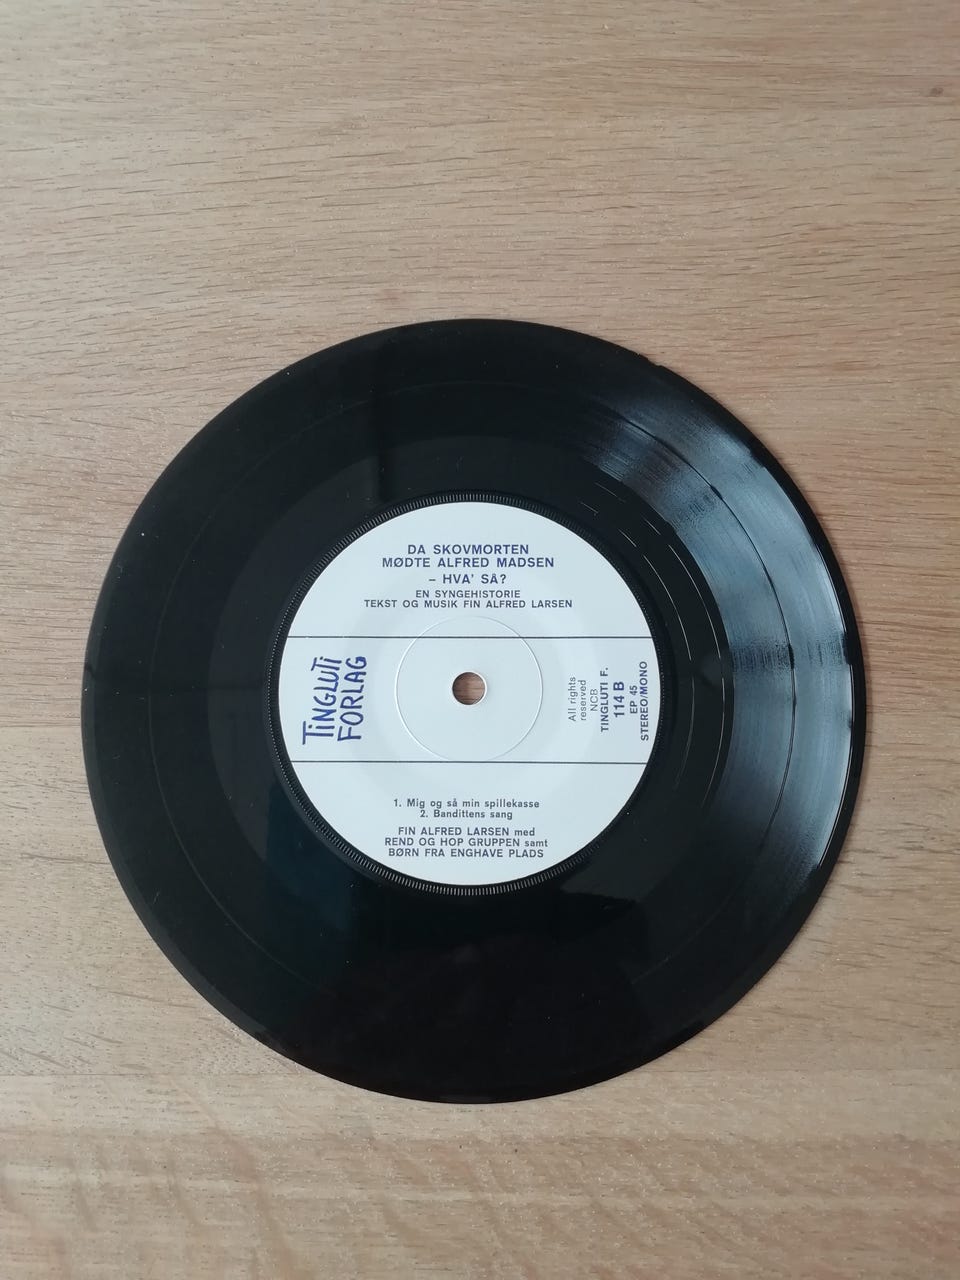 DA SKOVMORTEN
MØDTE ALFRED MADSEN
– HVA' SÅ?
EN SYNGEHISTORIE
TEKST OG MUSIK FIN ALFRED LARSEN
TINGLUTI
FORLAG
All rights
reserved
NCB
TINGLUTI F.
114 B
EP 45
STEREO/MONO
1. Mig og så min spillekasse
2. Bandittens sang
FIN ALFRED LARSEN med
REND OG HOP GRUPPEN samt
BØRN FRA ENGHAVE PLADS